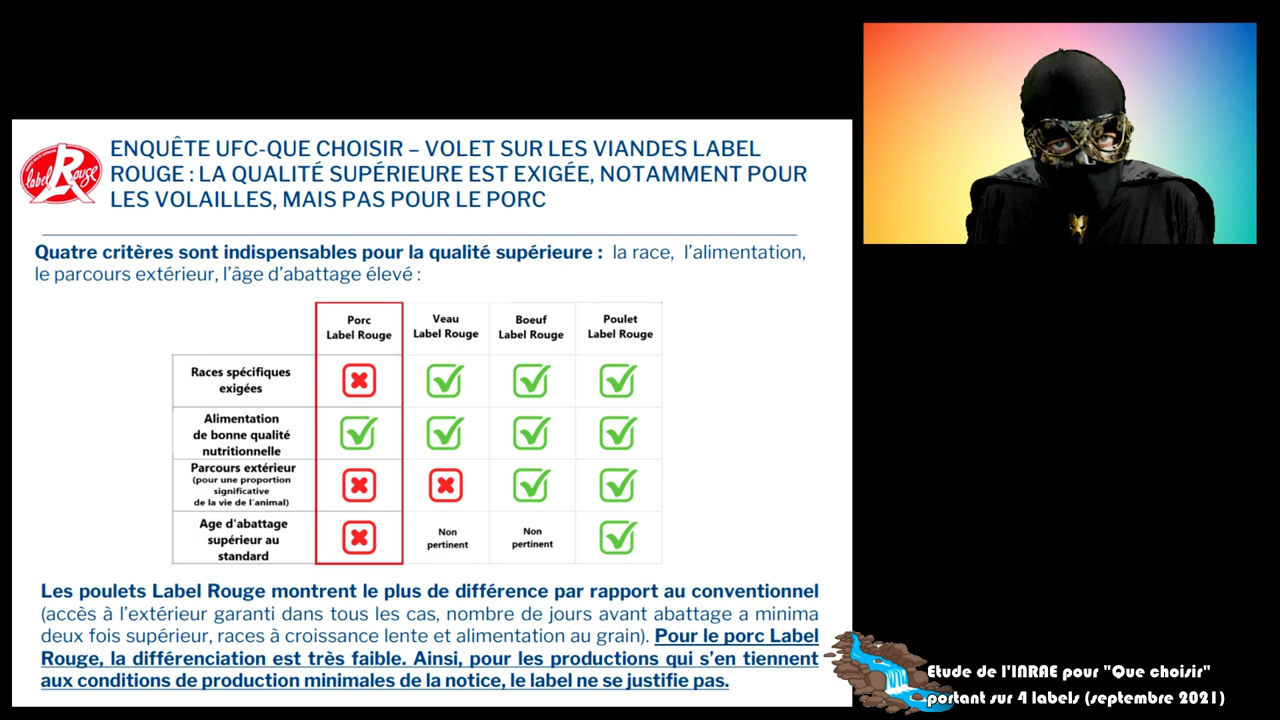 label Rouge
ENQUÊTE UFC-QUE CHOISIR – VOLET SUR LES VIANDES LABEL
ROUGE : LA QUALITÉ SUPÉRIEURE EST EXIGÉE, NOTAMMENT POUR
LES VOLAILLES, MAIS PAS POUR LE PORC
Quatre critères sont indispensables pour la qualité supérieure : la race, l'alimentation,
le parcours extérieur, l'âge d'abattage élevé :
Porc
Label Rouge
Veau
Label Rouge
Boeuf
Label Rouge
Poulet
Label Rouge
Races spécifiques
exigées
Alimentation
de bonne qualité
nutritionnelle
Parcours extérieur
(pour une proportion
significative
de la vie de l'animal)
Age d'abattage
supérieur au
standard
Non
pertinent
Non
pertinent
Les poulets Label Rouge montrent le plus de différence par rapport au conventionnel
(accès à l'extérieur garanti dans tous les cas, nombre de jours avant abattage a minima
deux fois supérieur, races à croissance lente et alimentation au grain). Pour le porc Label
Rouge, la différenciation est très faible. Ainsi, pour les productions qui s'en tiennent
aux conditions de production minimales de la notice, le label ne se justifie pas.
Etude de l'INRAE pour "Que choisir"
portant sur 4 labels (septembre 2021)